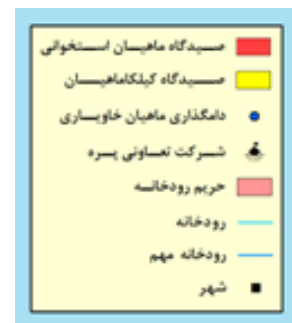 صیدگاه ماهیان استخوانی
صیدگاه کیلکاماهیان
دامگذاری ماهیان خاویاری
شرکت تعاونی پره
حریم رودخانه
رودخانه
رودخانه مهم
شهر